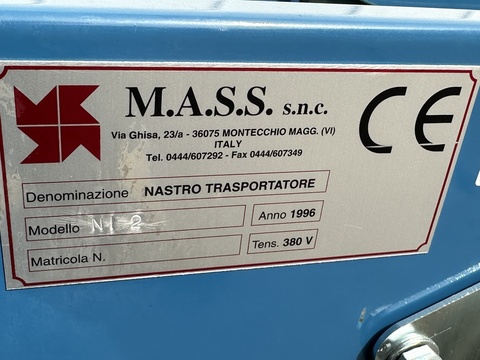 M.A.S.S. s.n.c.
CE
Via Ghisa, 23/a - 36075 MONTECCHIO MAGG. (VI)
ITALY
Tel. 0444/607292 - Fax 0444/607349
Denominazione NASTRO TRASPORTATORE
Modello N 2
Anno 1996
Matricola N.
Tens. 380 V